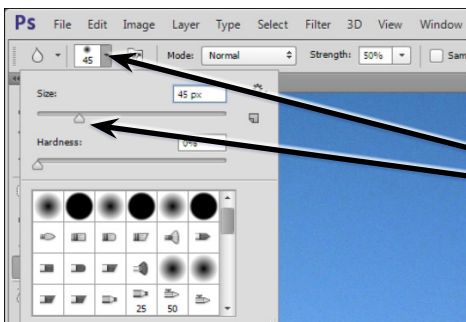 Ps File Edit Image Layer Type Select Filter 3D View Window
45 Mode: Normal Strength: 50% Sam
Size: 45 px
Hardness: 0%
25 50